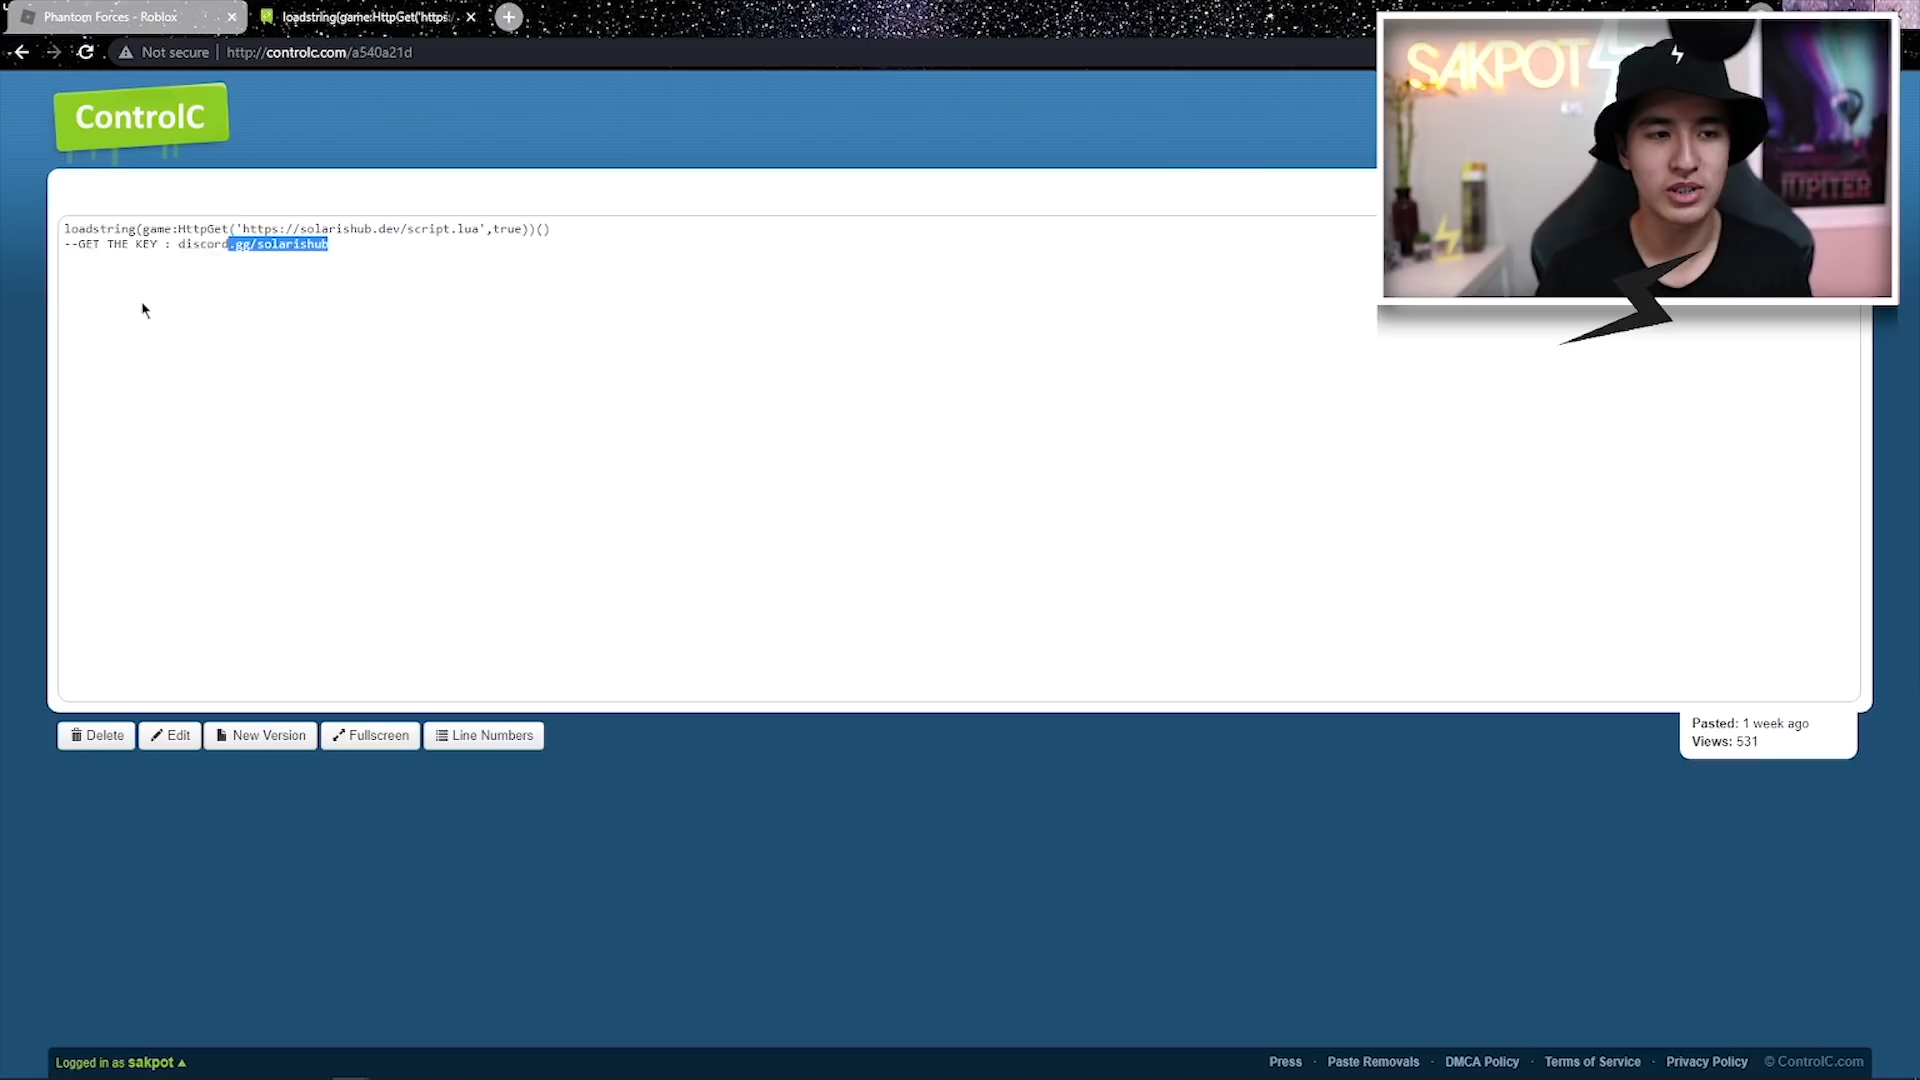 Phantom Forces - Roblox
loadstring(game:HttpGet('https:
Not secure
http://controlc.com/a540a21d
ControlC
SAKPOT
JUPITER
loadstring(game:HttpGet('https://solarishub.dev/script.lua',true))()
--GET THE KEY : discord.gg/solarishub
Delete
Edit
New Version
Fullscreen
Line Numbers
Pasted: 1 week ago
Views: 531
Logged in as sakpot
Press · Paste Removals · DMCA Policy · Terms of Service · Privacy Policy © ControlC.com